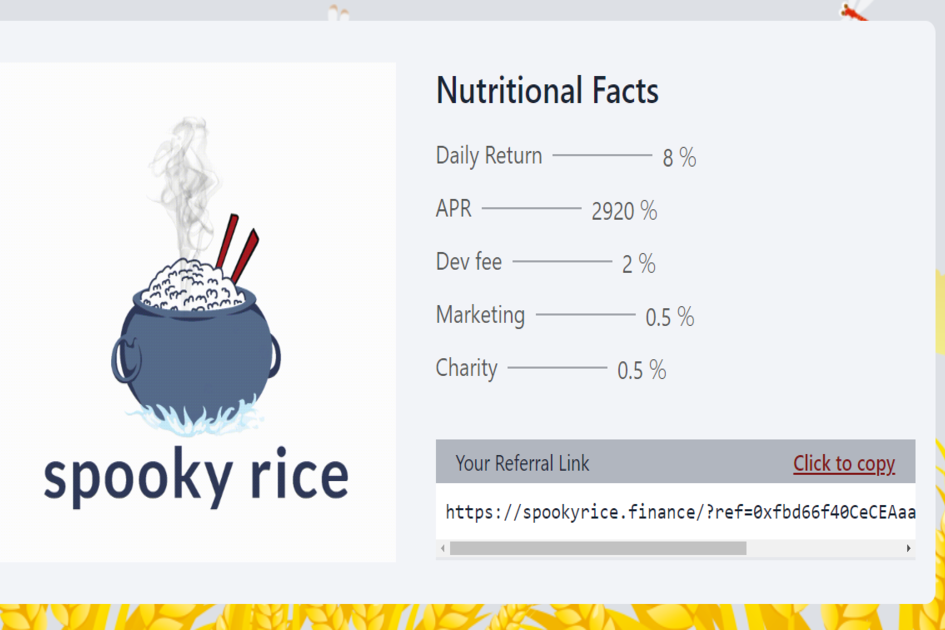 Nutritional Facts
Daily Return 8 %
APR 2920 %
Dev fee 2 %
Marketing 0.5 %
Charity 0.5 %
spooky rice
Your Referral Link Click to copy
https://spookyrice.finance/?ref=0xfbd66f40CeCEAaa